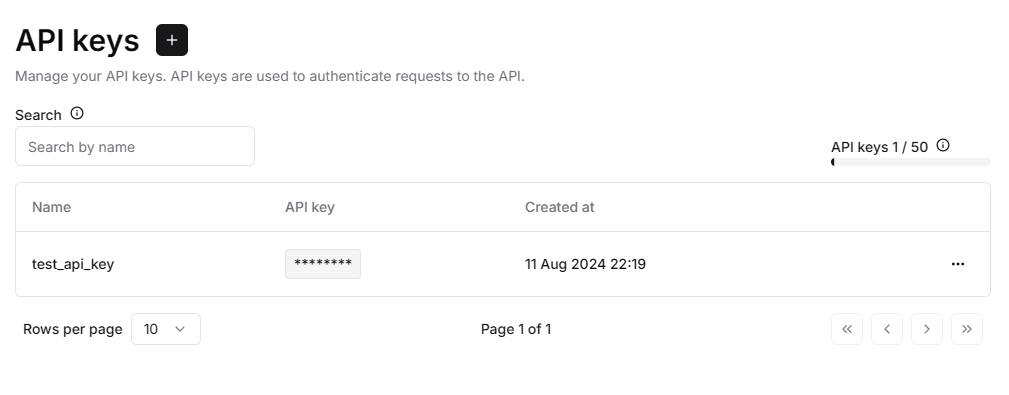 API keys
Manage your API keys. API keys are used to authenticate requests to the API.
Search
Search by name
API keys 1 / 50
Name API key Created at
test_api_key ******** 11 Aug 2024 22:19
Rows per page 10 Page 1 of 1